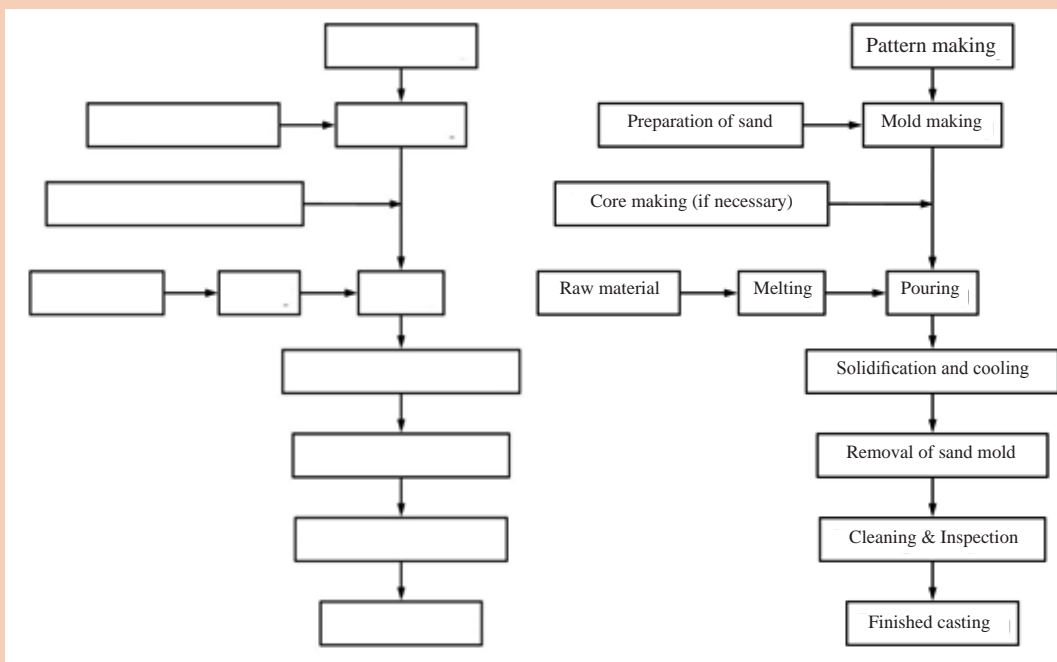 Pattern making
Preparation of sand
Mold making
Core making (if necessary)
Raw material
Melting
Pouring
Solidification and cooling
Removal of sand mold
Cleaning & Inspection
Finished casting